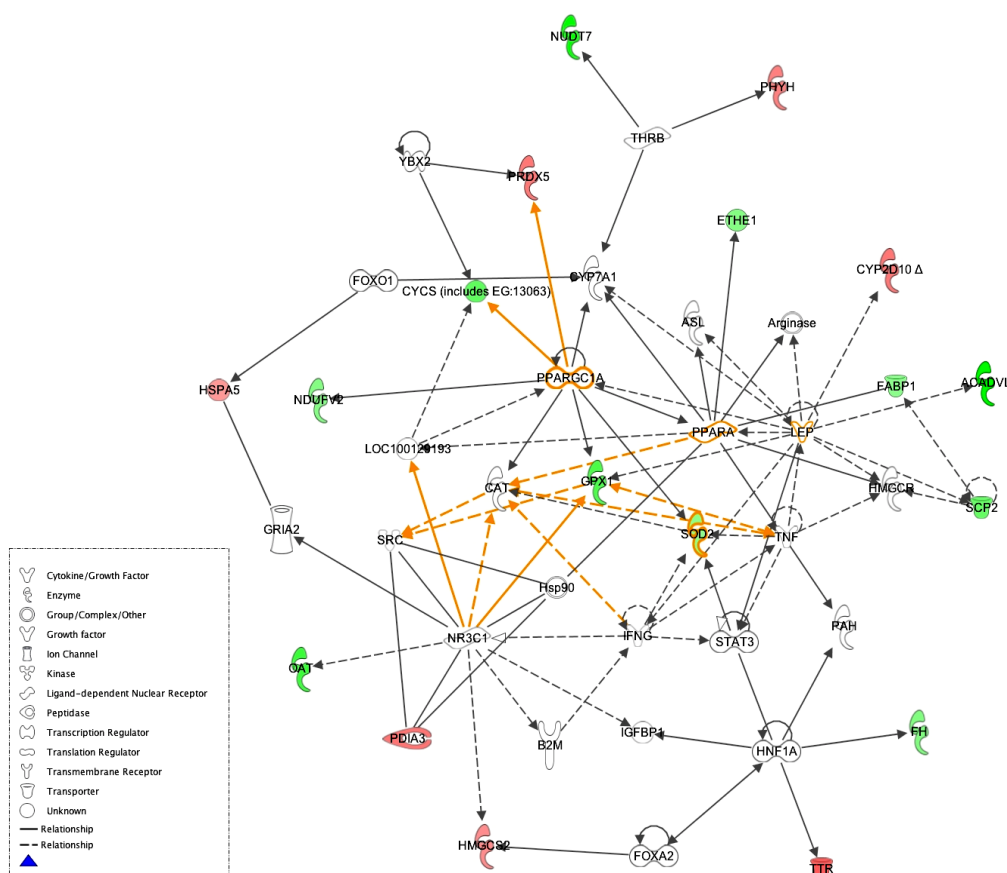 NUDT7
PHYH
THRB
YBX2
PRDX5
ETHE1
CYP2D10 Δ
FOXO1
CYP7A1
CYCS (includes EG:13063)
ASL
Arginase
HSPA5
NDUFV2
PPARGC1A
FABP1
ACADVL
PPARA
LEP
LOC100129193
CAT
GPX1
HMGCR
SCP2
GRIA2
SRC
SOD2
TNF
Hsp90
NR3C1
IFNG
STAT3
PAH
OAT
PDIA3
B2M
IGFBP1
HNF1A
FH
HMGCS2
FOXA2
TTR
Cytokine/Growth Factor
Enzyme
Group/Complex/Other
Growth factor
Ion Channel
Kinase
Ligand-dependent Nuclear Receptor
Peptidase
Transcription Regulator
Translation Regulator
Transmembrane Receptor
Transporter
Unknown
Relationship
Relationship